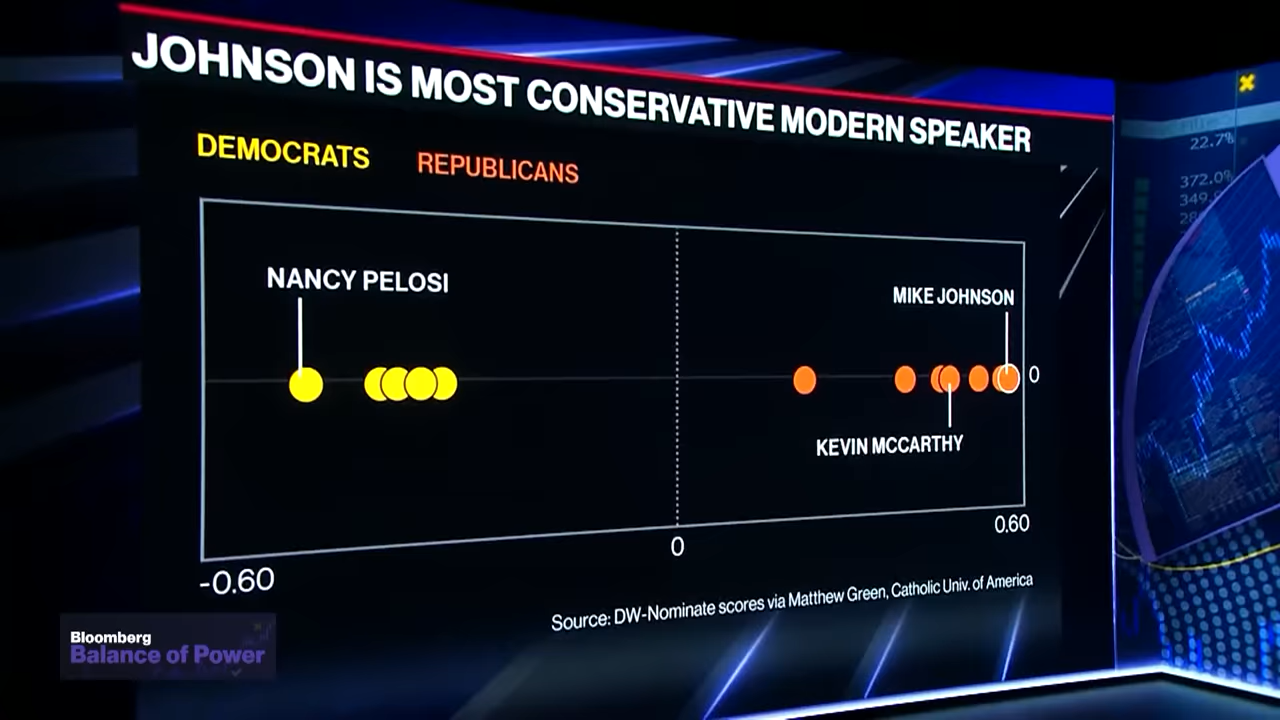 JOHNSON IS MOST CONSERVATIVE MODERN SPEAKER
DEMOCRATS REPUBLICANS
NANCY PELOSI
MIKE JOHNSON
0
KEVIN MCCARTHY
-0.60
0
0.60
Source: DW-Nominate scores via Matthew Green, Catholic Univ. of America
Bloomberg
Balance of Power
22.7%
372.0%